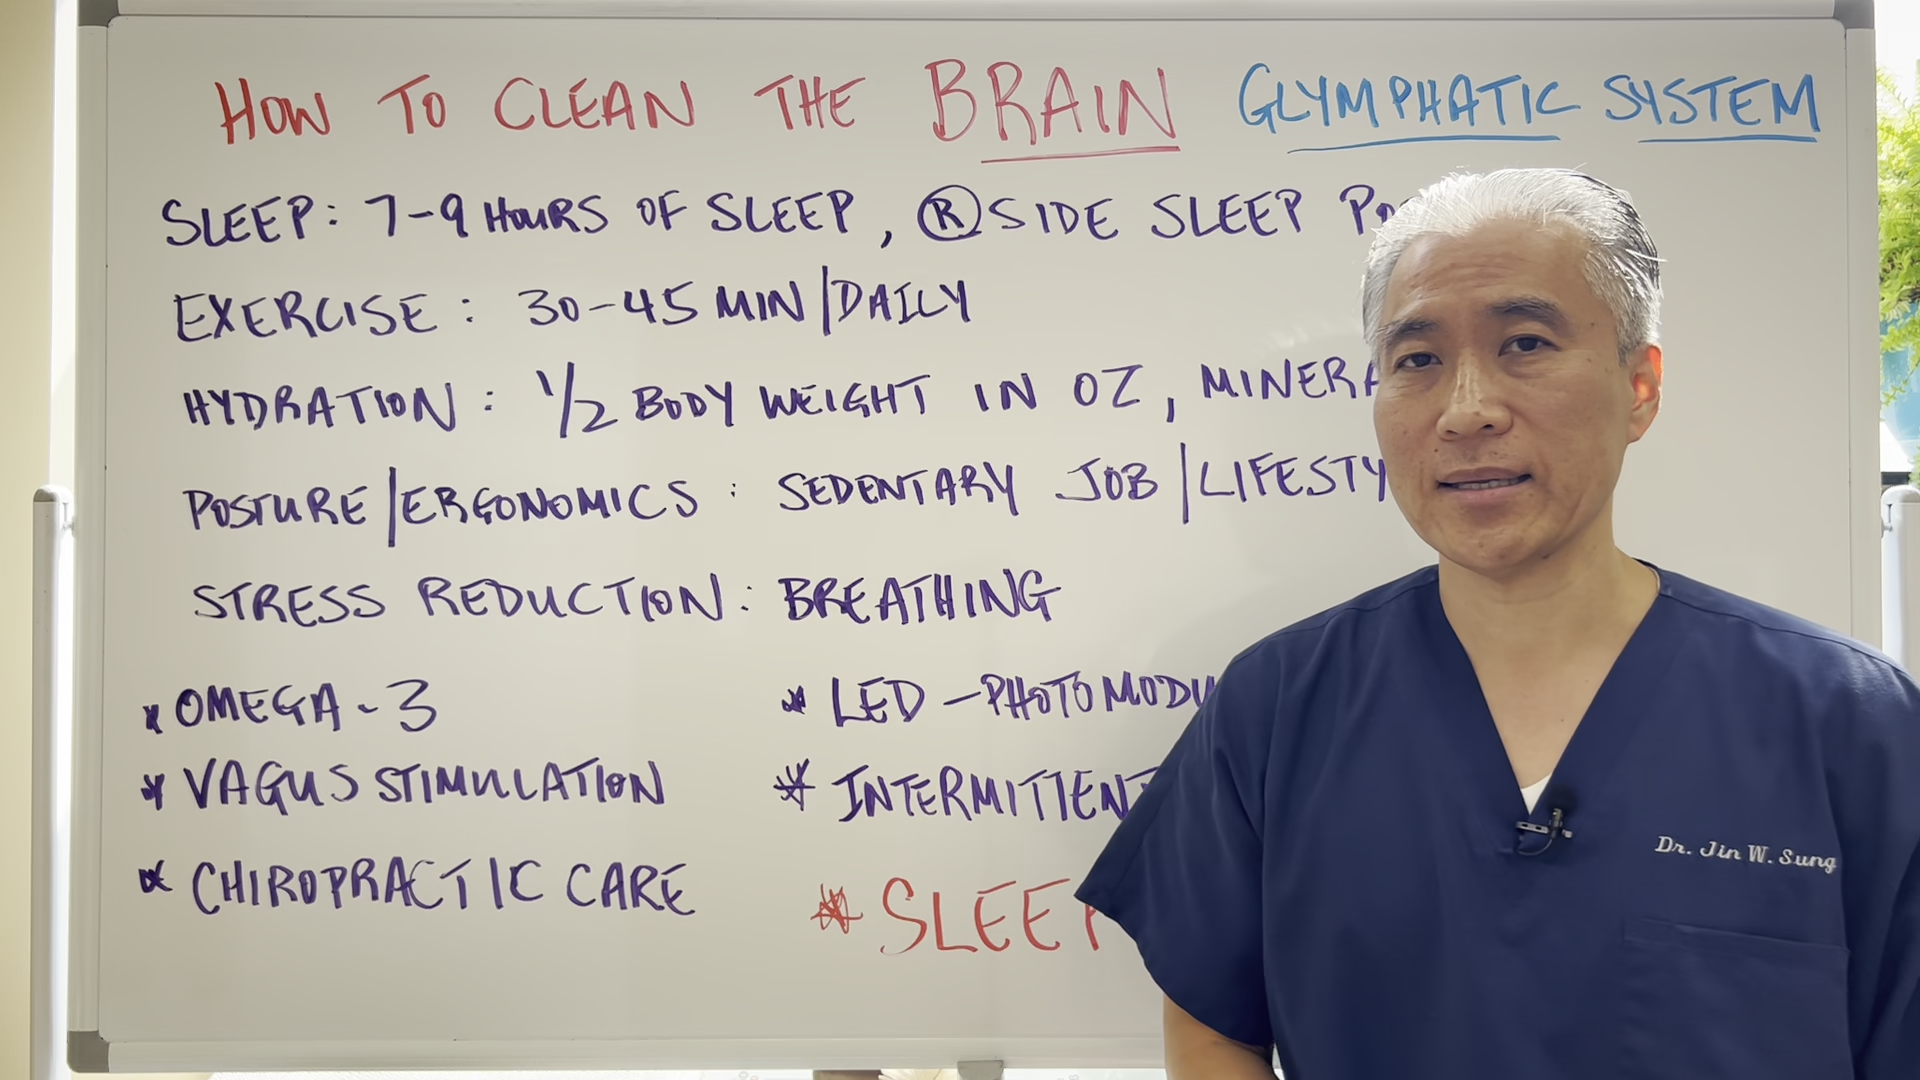 HOW TO CLEAN THE BRAIN GLYMPHATIC SYSTEM
SLEEP: 7-9 HOURS OF SLEEP, Ⓡ SIDE SLEEP
EXERCISE: 30-45 MIN/DAILY
HYDRATION: 1/2 BODY WEIGHT IN OZ,
POSTURE/ERGONOMICS: SEDENTARY JOB/
STRESS REDUCTION: BREATHING
* OMEGA-3
* LED -
* VAGUS STIMULATION
* INTERMITTENT
* CHIROPRACTIC CARE
* SLEEP
Dr. Jin W. Sung